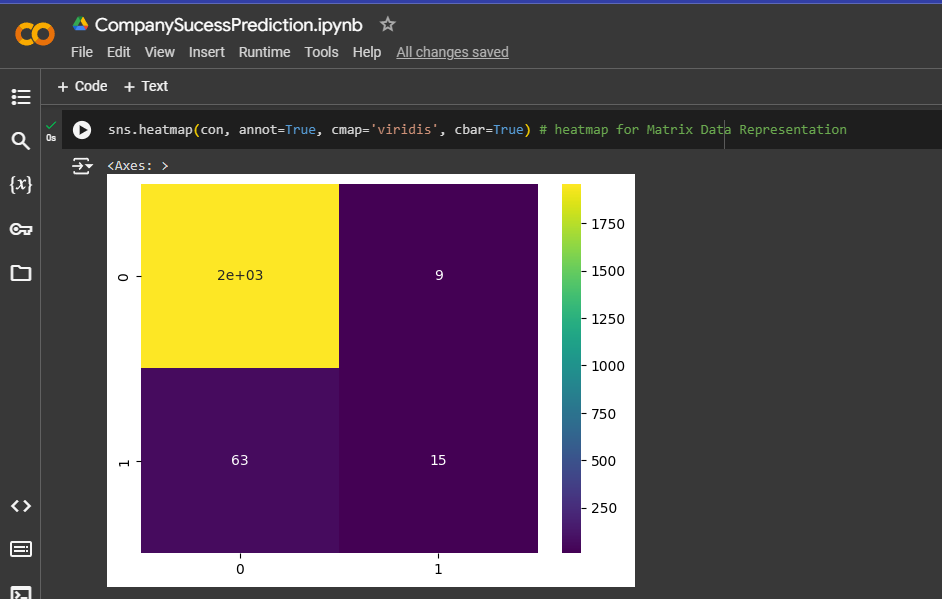 CompanySucessPrediction.ipynb
File Edit View Insert Runtime Tools Help All changes saved
+ Code + Text
0s
sns.heatmap(con, annot=True, cmap='viridis', cbar=True) # heatmap for Matrix Data Representation
<Axes: >
1750
1500
1250
1000
750
500
250
0
2e+03 9
1
63 15
0 1
{x}